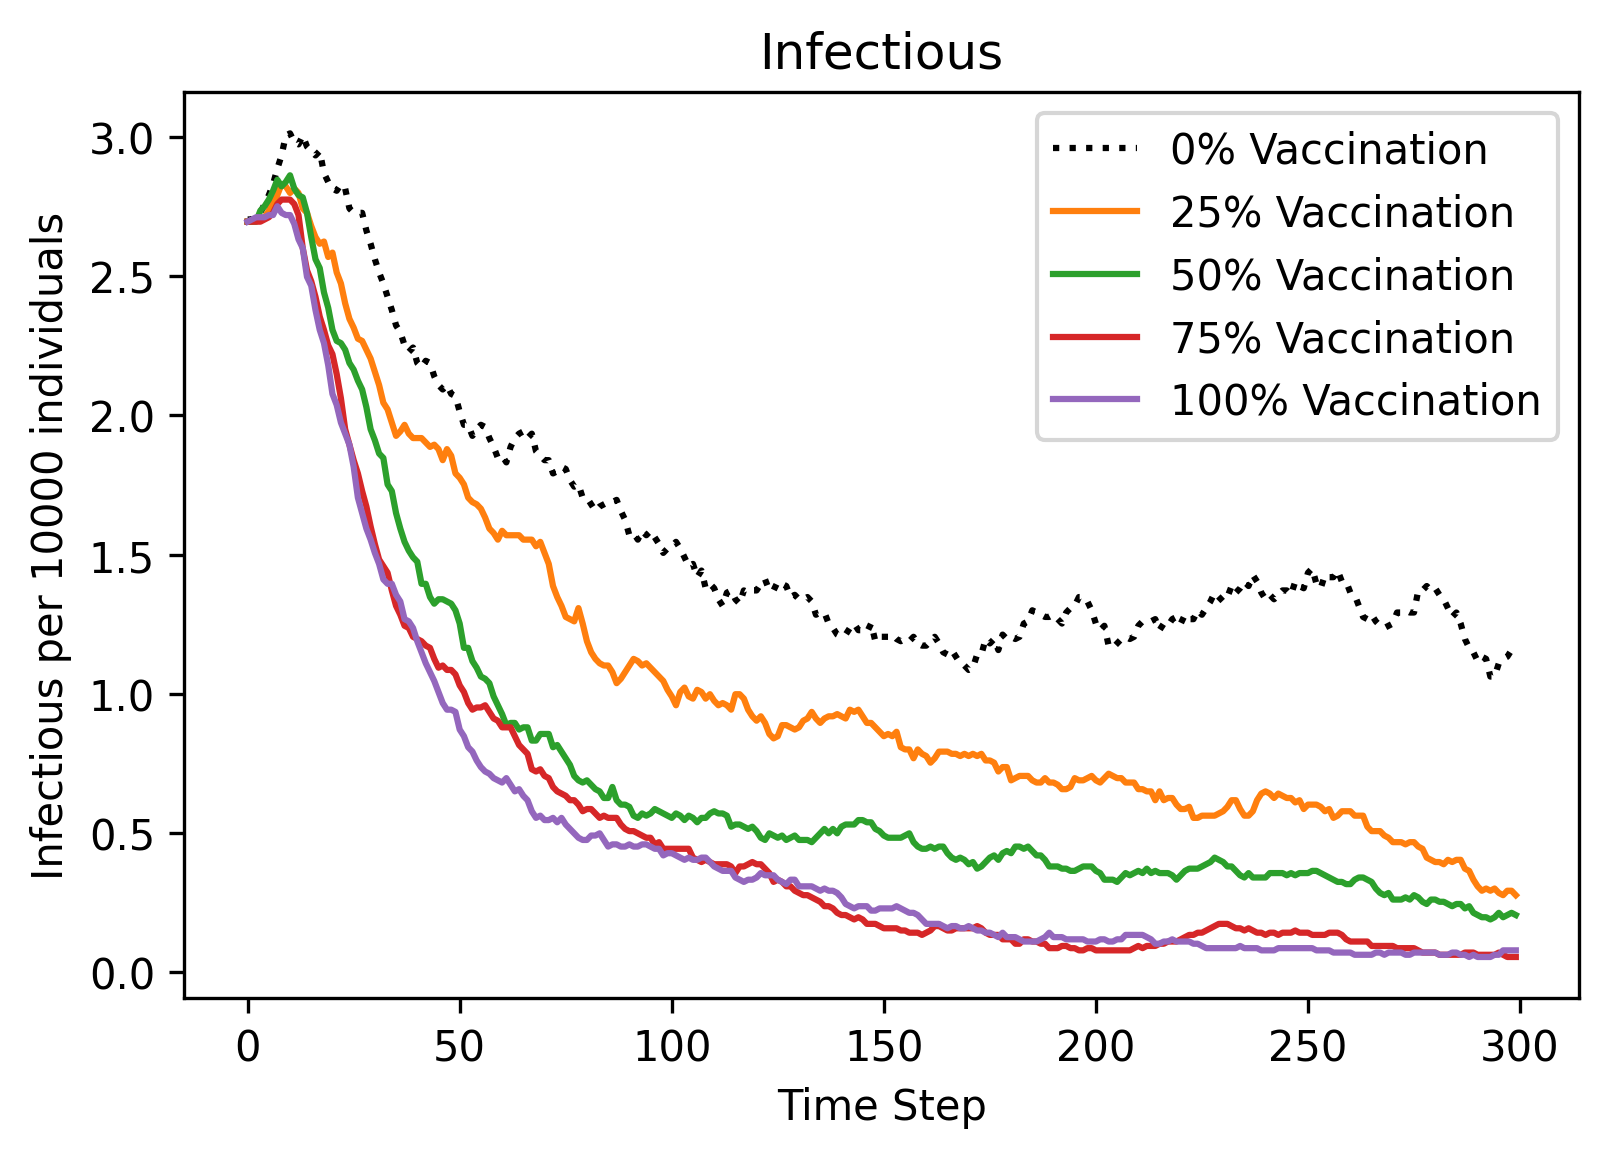 Infectious
Infectious per 10000 individuals
3.0
2.5
2.0
1.5
1.0
0.5
0.0
0% Vaccination
25% Vaccination
50% Vaccination
75% Vaccination
100% Vaccination
0 50 100 150 200 250 300
Time Step